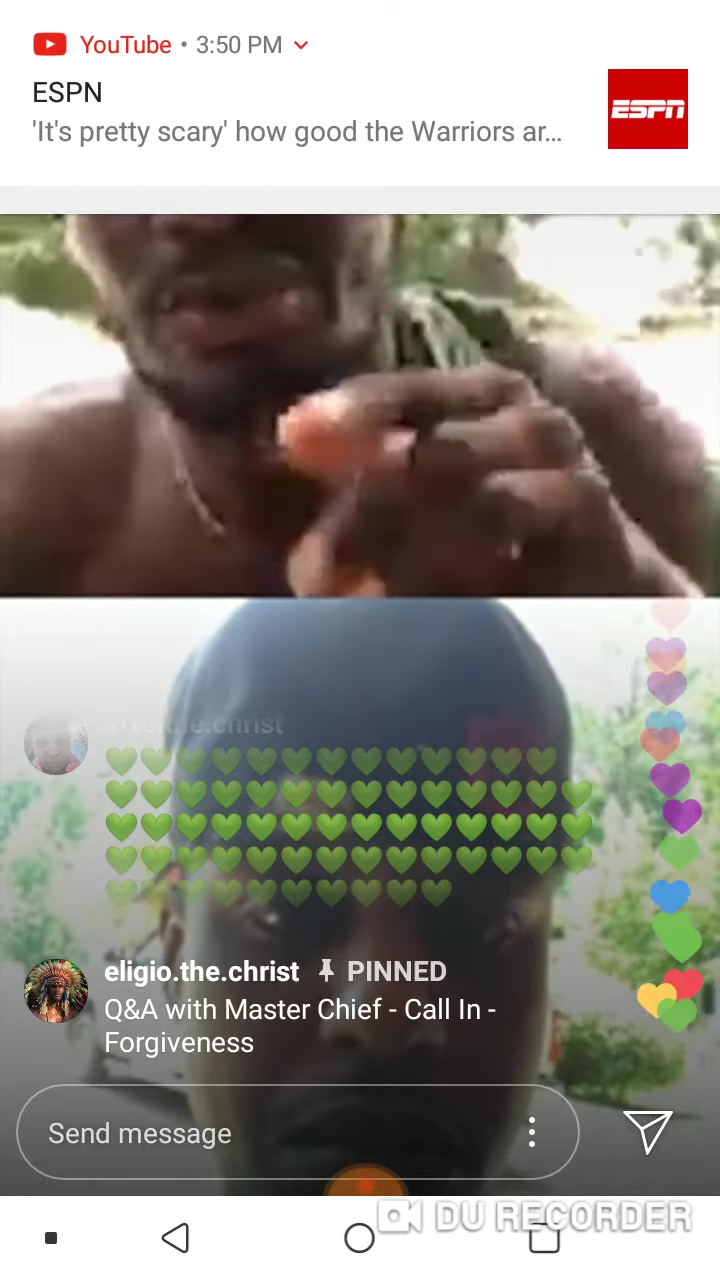 YouTube • 3:50 PM
ESPN
ESPN
'It's pretty scary' how good the Warriors ar...
eligio.the.christ PINNED
Q&A with Master Chief - Call In -
Forgiveness
Send message
DU RECORDER